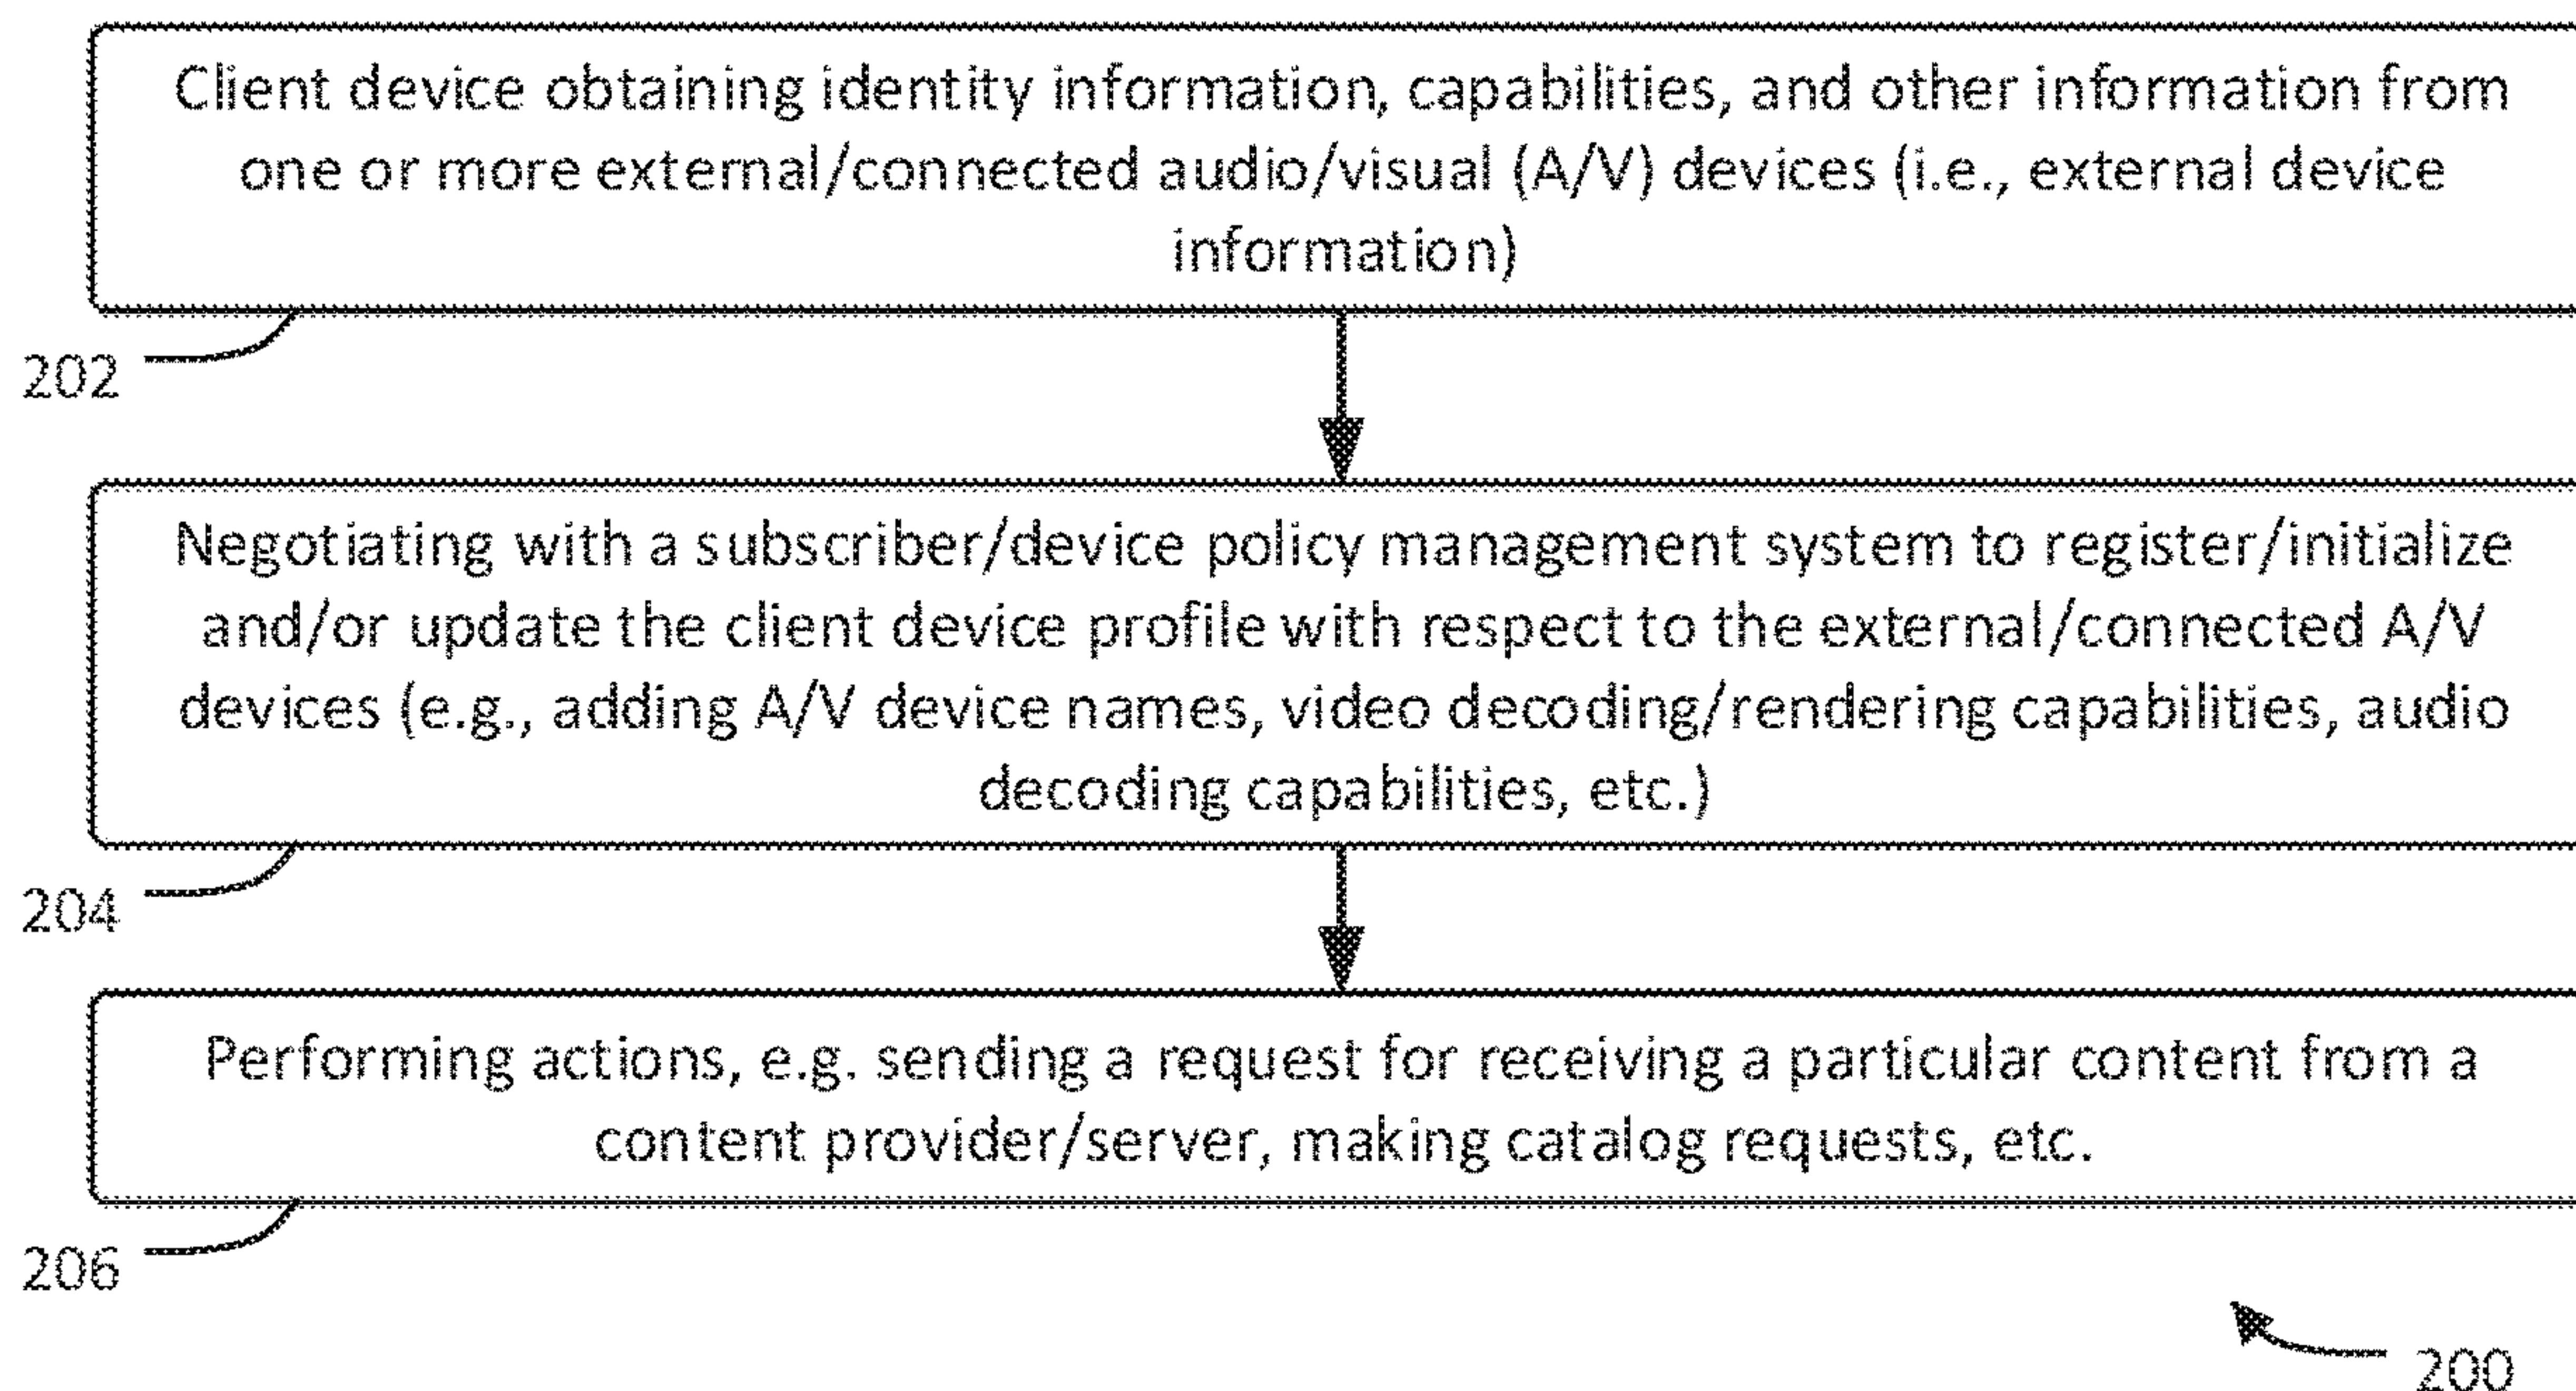 Client device obtaining identity information, capabilities, and other information from
one or more external/connected audio/visual (A/V) devices (i.e., external device
information)
202
Negotiating with a subscriber/device policy management system to register/initialize
and/or update the client device profile with respect to the external/connected A/V
devices (e.g., adding A/V device names, video decoding/rendering capabilities, audio
decoding capabilities, etc.)
204
Performing actions, e.g. sending a request for receiving a particular content from a
content provider/server, making catalog requests, etc.
206
200